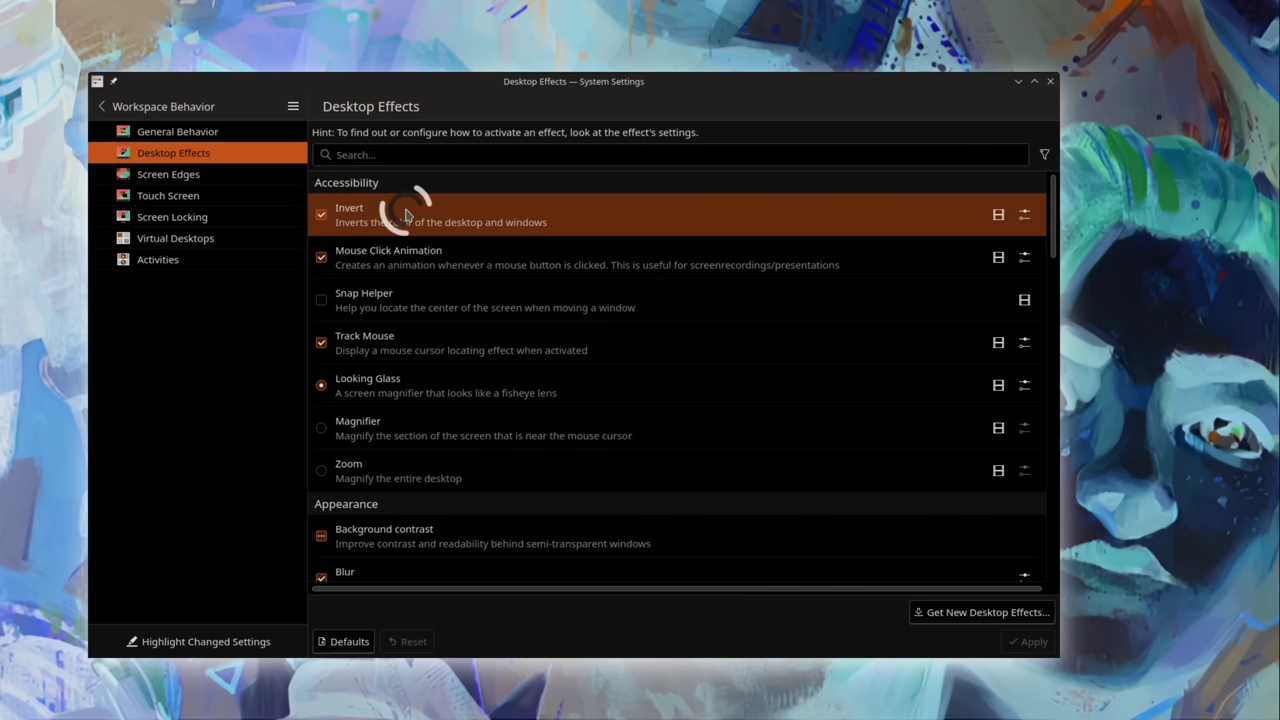 Desktop Effects — System Settings
Workspace Behavior
Desktop Effects
General Behavior
Desktop Effects
Screen Edges
Touch Screen
Screen Locking
Virtual Desktops
Activities
Highlight Changed Settings
Hint: To find out or configure how to activate an effect, look at the effect's settings.
Search...
Accessibility
Invert
Inverts the color of the desktop and windows
Mouse Click Animation
Creates an animation whenever a mouse button is clicked. This is useful for screenrecordings/presentations
Snap Helper
Help you locate the center of the screen when moving a window
Track Mouse
Display a mouse cursor locating effect when activated
Looking Glass
A screen magnifier that looks like a fisheye lens
Magnifier
Magnify the section of the screen that is near the mouse cursor
Zoom
Magnify the entire desktop
Appearance
Background contrast
Improve contrast and readability behind semi-transparent windows
Blur
Get New Desktop Effects...
Defaults
Reset
Apply